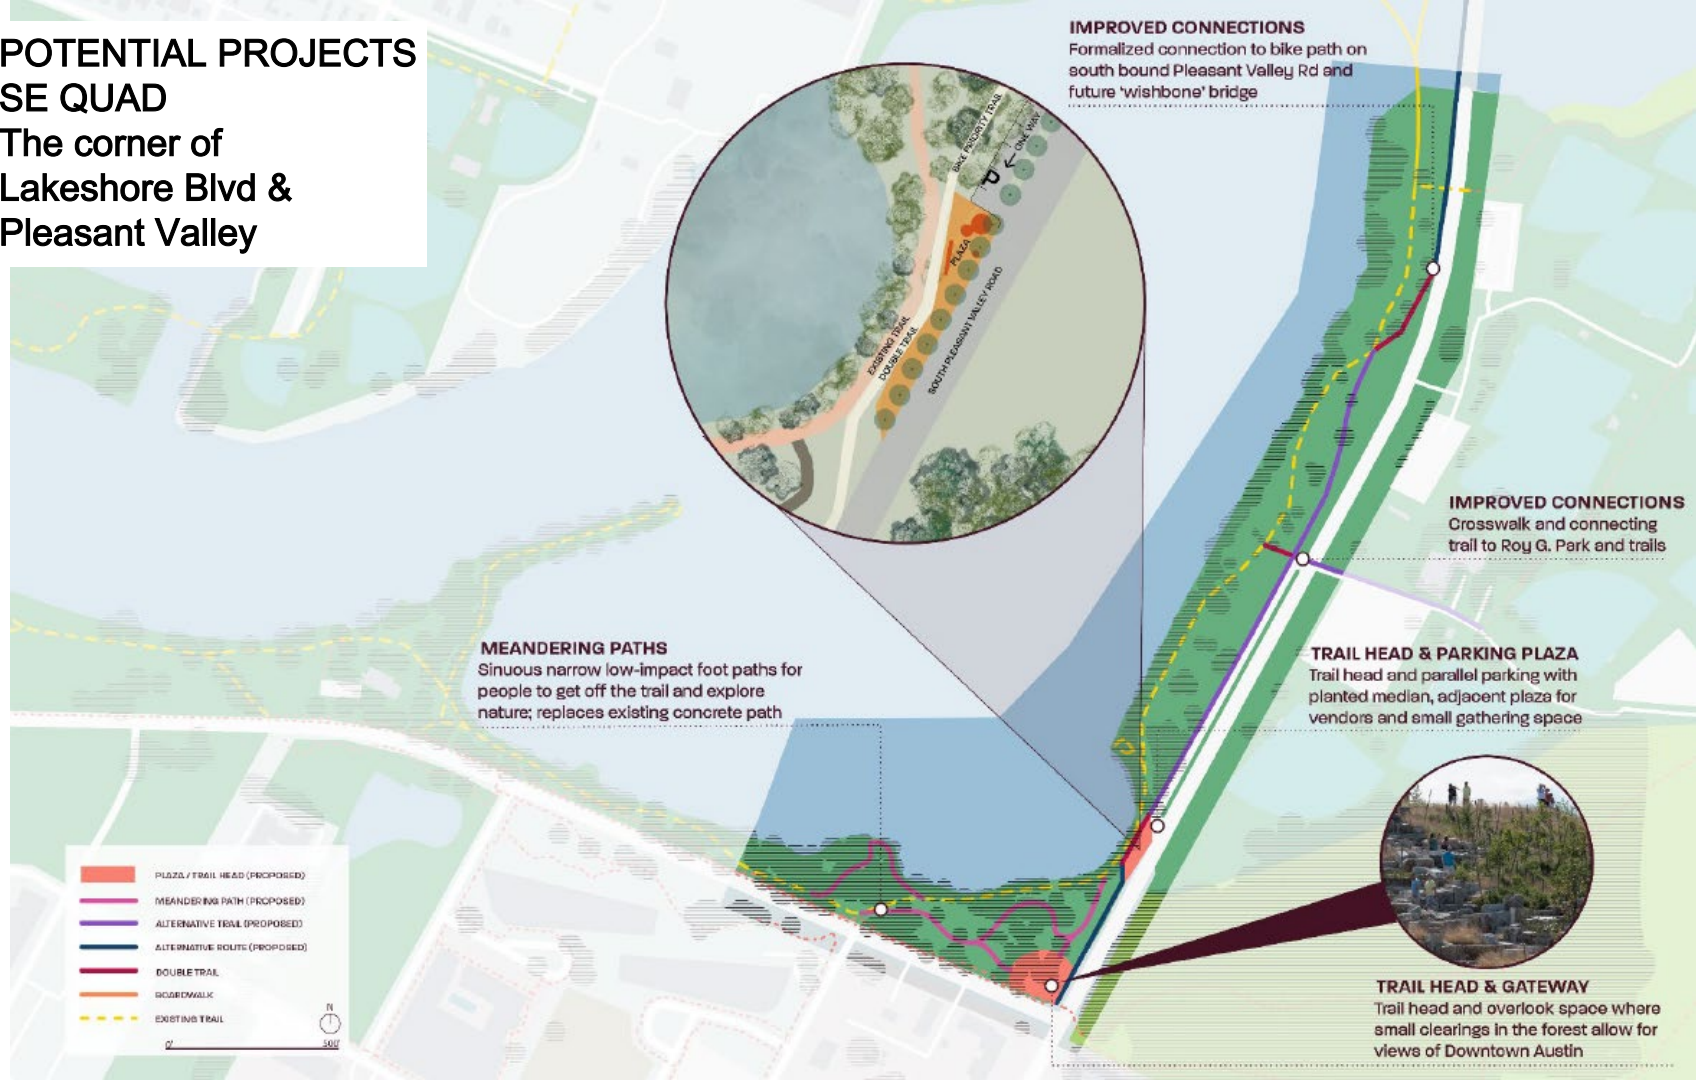 POTENTIAL PROJECTS
SE QUAD
The corner of
Lakeshore Blvd &
Pleasant Valley
IMPROVED CONNECTIONS
Formalized connection to bike path on
south bound Pleasant Valley Rd and
future ‘wishbone’ bridge
BIKE PRIORITY TRAIL
ONE WAY
P
PLAZA
EXISTING TRAIL
DOUBLE TRAIL
SOUTH PLEASANT VALLEY ROAD
IMPROVED CONNECTIONS
Crosswalk and connecting
trail to Roy G. Park and trails
MEANDERING PATHS
Sinuous narrow low-impact foot paths for
people to get off the trail and explore
nature; replaces existing concrete path
TRAIL HEAD & PARKING PLAZA
Trail head and parallel parking with
planted median, adjacent plaza for
vendors and small gathering space
PLAZA / TRAIL HEAD (PROPOSED)
MEANDERING PATH (PROPOSED)
ALTERNATIVE TRAIL (PROPOSED)
ALTERNATIVE ROUTE (PROPOSED)
DOUBLE TRAIL
BOARDWALK
EXISTING TRAIL
N
0'
500'
TRAIL HEAD & GATEWAY
Trail head and overlook space where
small clearings in the forest allow for
views of Downtown Austin